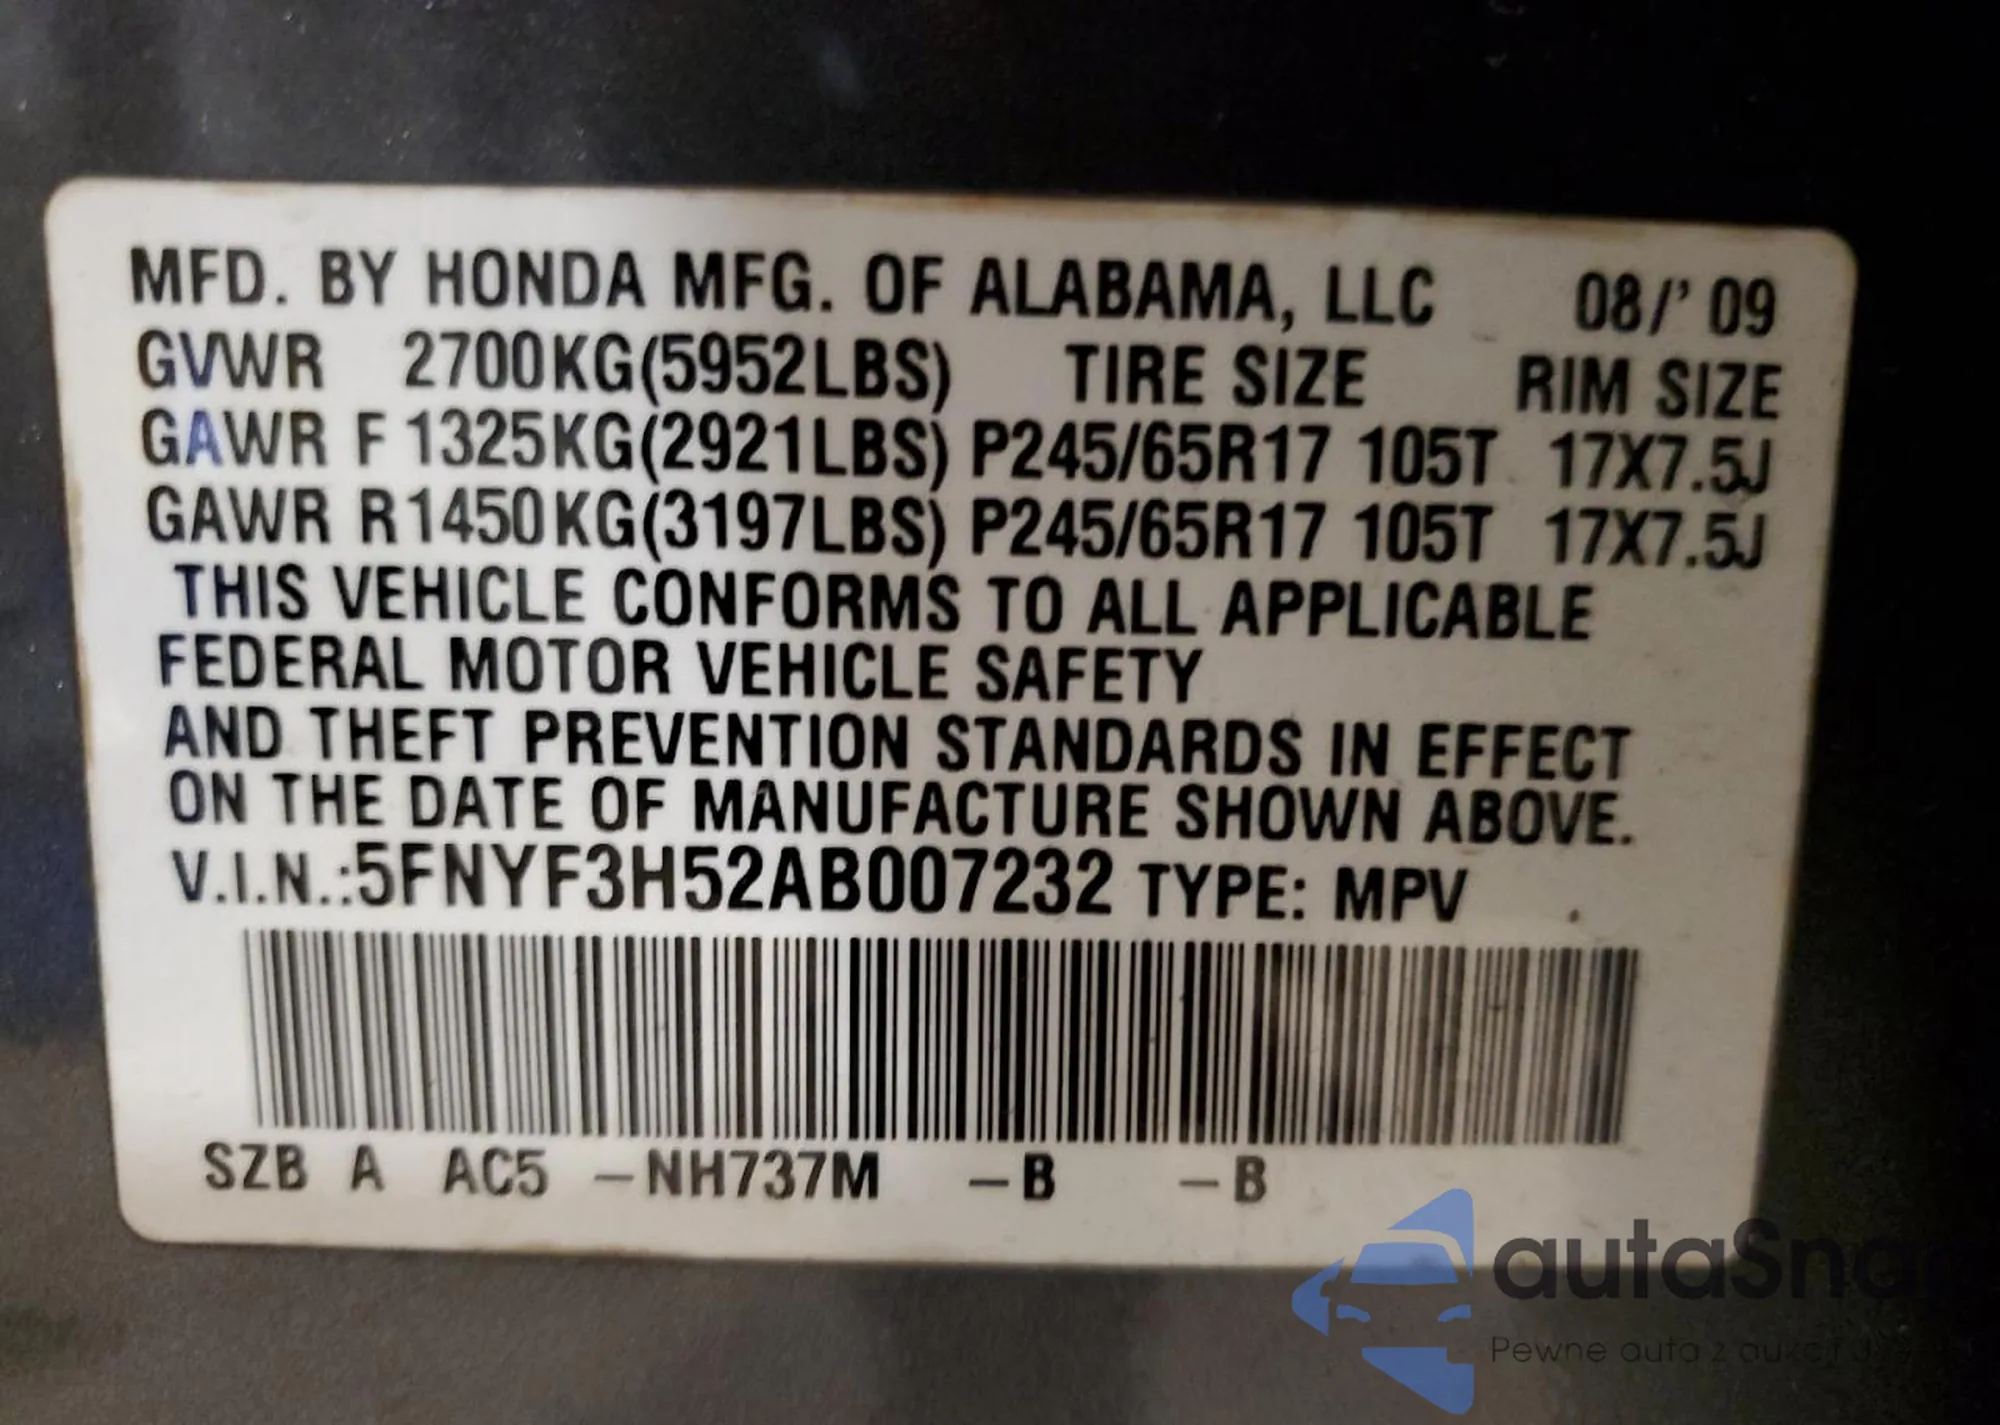 MFD. BY HONDA MFG. OF ALABAMA, LLC 08/' 09
GVWR 2700KG(5952LBS) TIRE SIZE RIM SIZE
GAWR F 1325KG(2921LBS) P245/65R17 105T 17X7.5J
GAWR R1450KG(3197LBS) P245/65R17 105T 17X7.5J
THIS VEHICLE CONFORMS TO ALL APPLICABLE
FEDERAL MOTOR VEHICLE SAFETY
AND THEFT PREVENTION STANDARDS IN EFFECT
ON THE DATE OF MANUFACTURE SHOWN ABOVE.
V.I.N.:5FNYF3H52AB007232 TYPE: MPV
SZB A AC5 -NH737M -B -B
autaSna
Pewne auta z